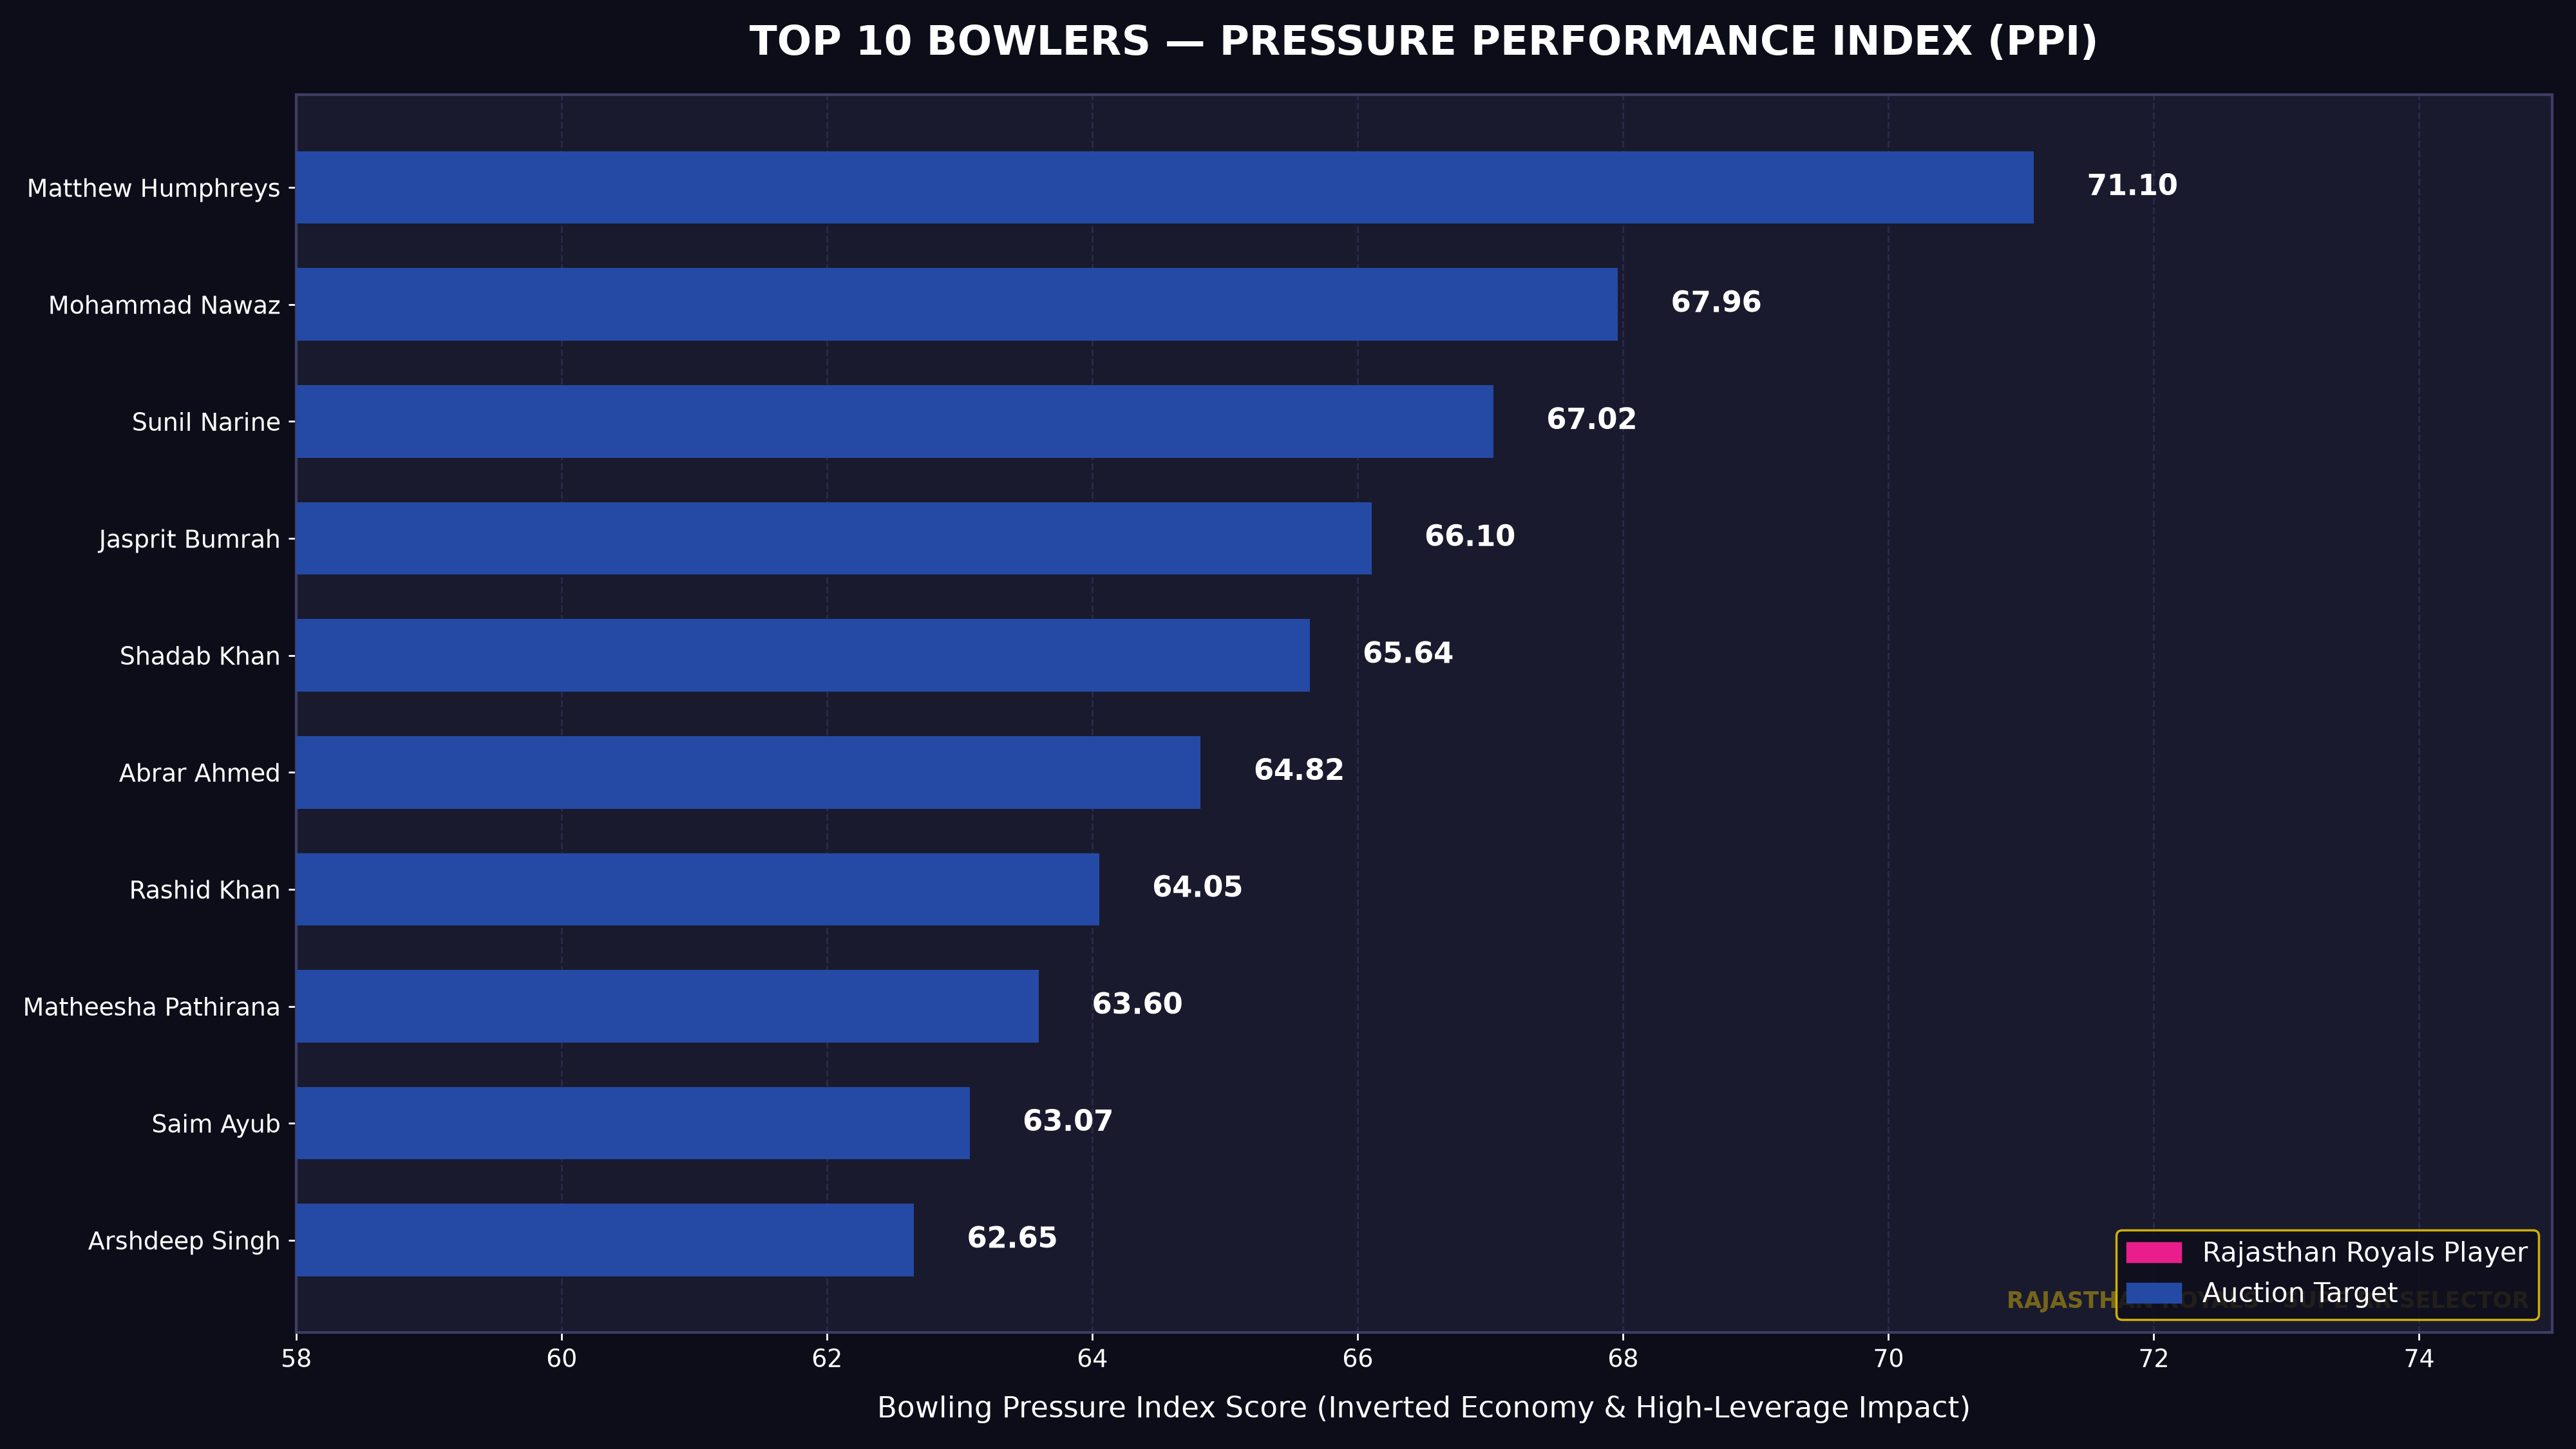 TOP 10 BOWLERS — PRESSURE PERFORMANCE INDEX (PPI)
Matthew Humphreys 71.10
Mohammad Nawaz 67.96
Sunil Narine 67.02
Jasprit Bumrah 66.10
Shadab Khan 65.64
Abrar Ahmed 64.82
Rashid Khan 64.05
Matheesha Pathirana 63.60
Saim Ayub 63.07
Arshdeep Singh 62.65
Rajasthan Royals Player
Auction Target
RAJASTHAN ROYALS SELECTOR
58 60 62 64 66 68 70 72 74
Bowling Pressure Index Score (Inverted Economy & High-Leverage Impact)